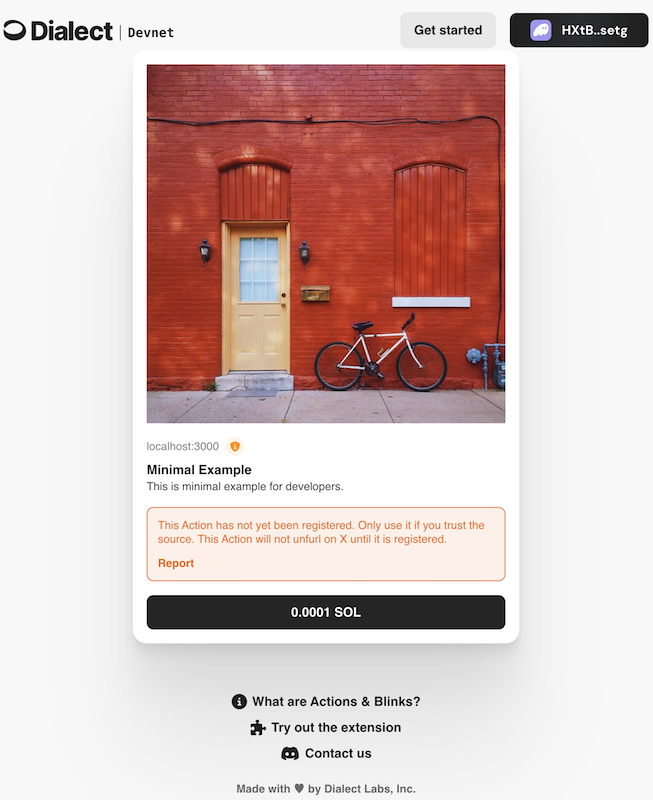 Dialect | Devnet
Get started
HXtB..setg
localhost:3000
Minimal Example
This is minimal example for developers.
This Action has not yet been registered. Only use it if you trust the
source. This Action will not unfurl on X until it is registered.
Report
0.0001 SOL
What are Actions & Blinks?
Try out the extension
Contact us
Made with ♥ by Dialect Labs, Inc.